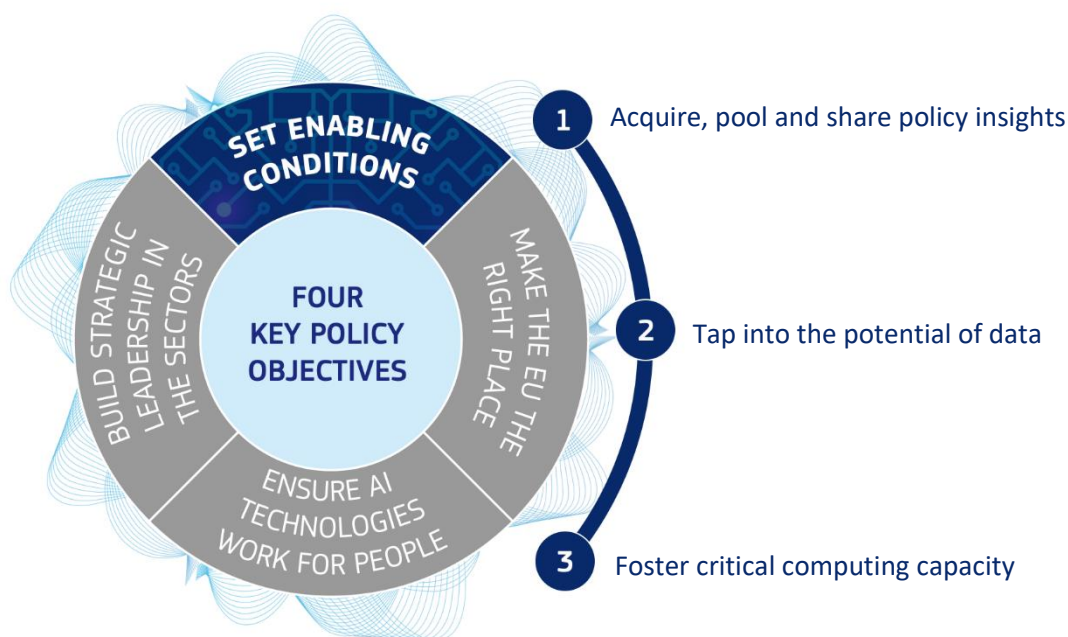 SET ENABLING
CONDITIONS
MAKE THE EU THE
RIGHT PLACE
ENSURE AI
TECHNOLOGIES
WORK FOR PEOPLE
BUILD STRATEGIC
LEADERSHIP IN
THE SECTORS
FOUR
KEY POLICY
OBJECTIVES
1
Acquire, pool and share policy insights
2
Tap into the potential of data
3
Foster critical computing capacity